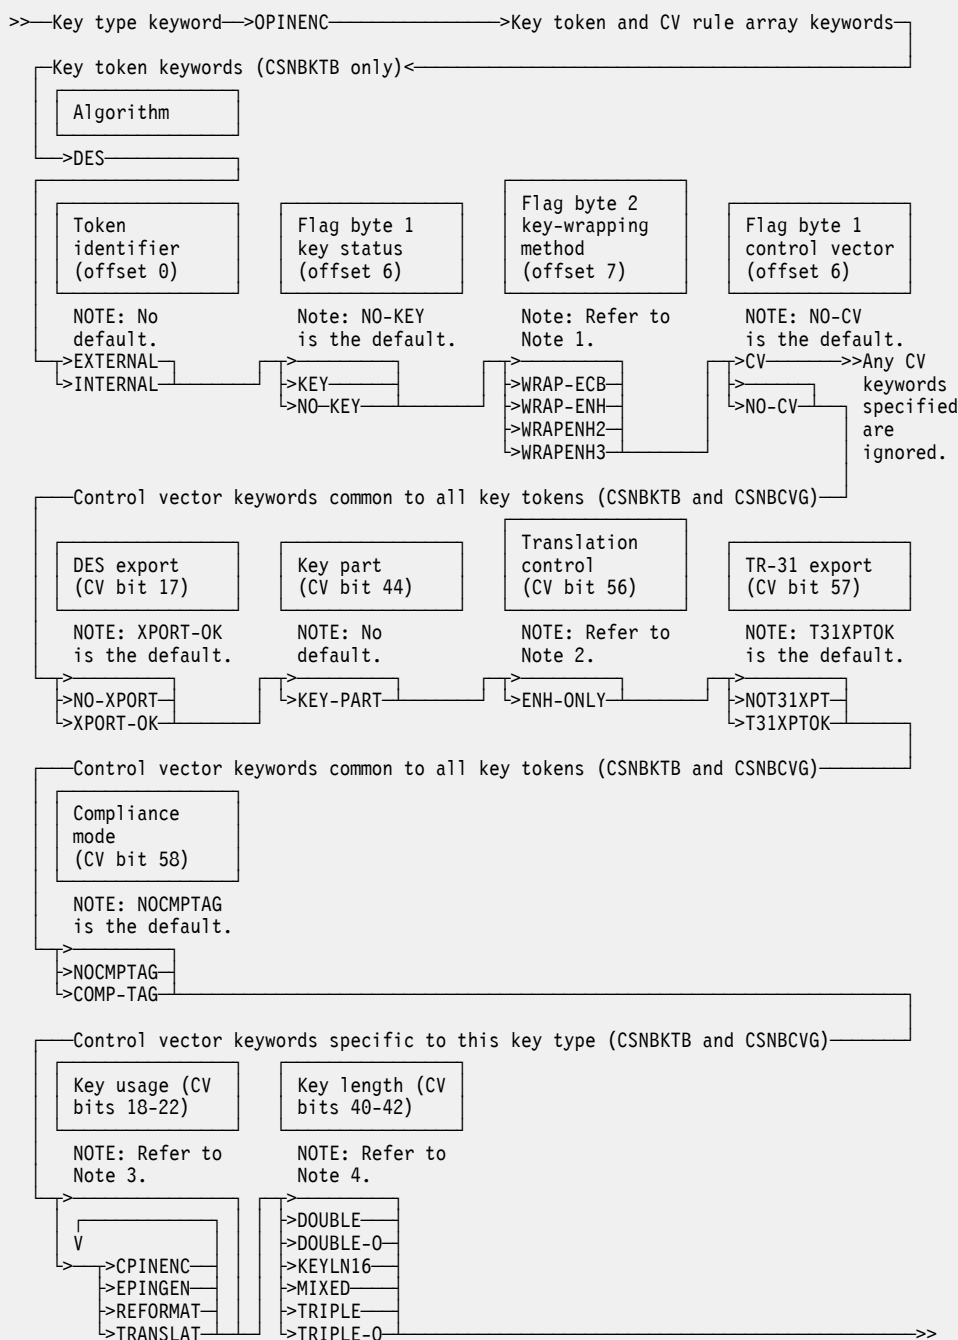 >>—Key type keyword—>OPINENC—>Key token and CV rule array keywords
Key token keywords (CSNBKTB only)<
Algorithm
>DES
Token identifier (offset 0)
Flag byte 1 key status (offset 6)
Flag byte 2 key-wrapping method (offset 7)
Flag byte 1 control vector (offset 6)
NOTE: No default.
Note: NO-KEY is the default.
Note: Refer to Note 1.
NOTE: NO-CV is the default.
>EXTERNAL
>INTERNAL
>
>KEY
>NO-KEY
>
>WRAP-ECB
>WRAP-ENH
>WRAPENH2
>WRAPENH3
>CV—>>Any CV keywords specified are ignored.
>
>NO-CV
Control vector keywords common to all key tokens (CSNBKTB and CSNBCVG)
DES export (CV bit 17)
Key part (CV bit 44)
Translation control (CV bit 56)
TR-31 export (CV bit 57)
NOTE: XPORT-OK is the default.
NOTE: No default.
NOTE: Refer to Note 2.
NOTE: T31XPTOK is the default.
>
>NO-XPORT
>XPORT-OK
>
>KEY-PART
>
>ENH-ONLY
>
>NOT31XPT
>T31XPTOK
Control vector keywords common to all key tokens (CSNBKTB and CSNBCVG)
Compliance mode (CV bit 58)
NOTE: NOCMPTAG is the default.
>
>NOCMPTAG
>COMP-TAG
Control vector keywords specific to this key type (CSNBKTB and CSNBCVG)
Key usage (CV bits 18-22)
Key length (CV bits 40-42)
NOTE: Refer to Note 3.
NOTE: Refer to Note 4.
>
V
>
>CPINENC
>EPINGEN
>REFORMAT
>TRANSLAT
>
>DOUBLE
>DOUBLE-O
>KEYLN16
>MIXED
>TRIPLE
>TRIPLE-O
>>